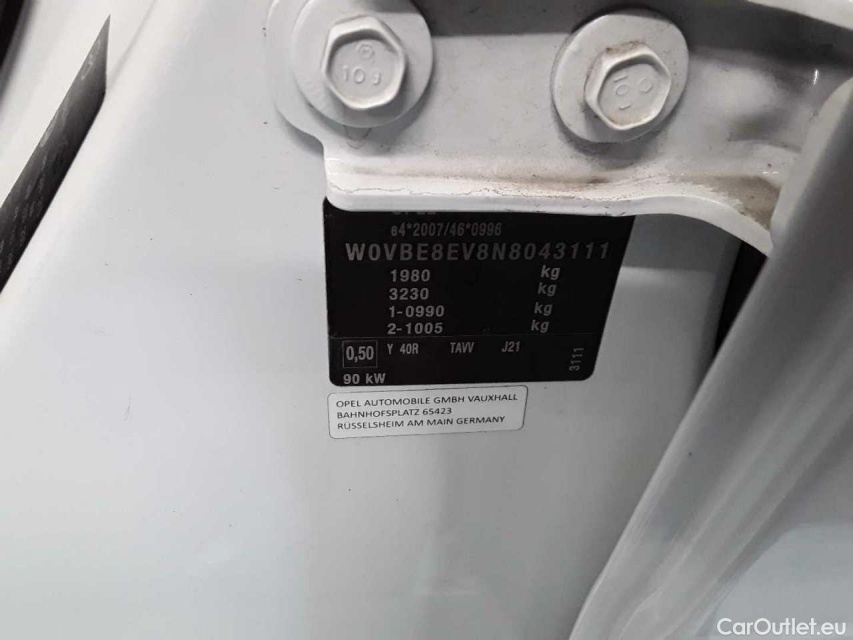 109
e4*2007/46*0996
W0VBE8EV8N8043111
1980 kg
3230 kg
1-0990 kg
2-1005 kg
0,50 Y 40R TAVV J21
3111
90 kW
OPEL AUTOMOBILE GMBH VAUXHALL
BAHNHOFSPLATZ 65423
RÜSSELSHEIM AM MAIN GERMANY
CarOutlet.eu